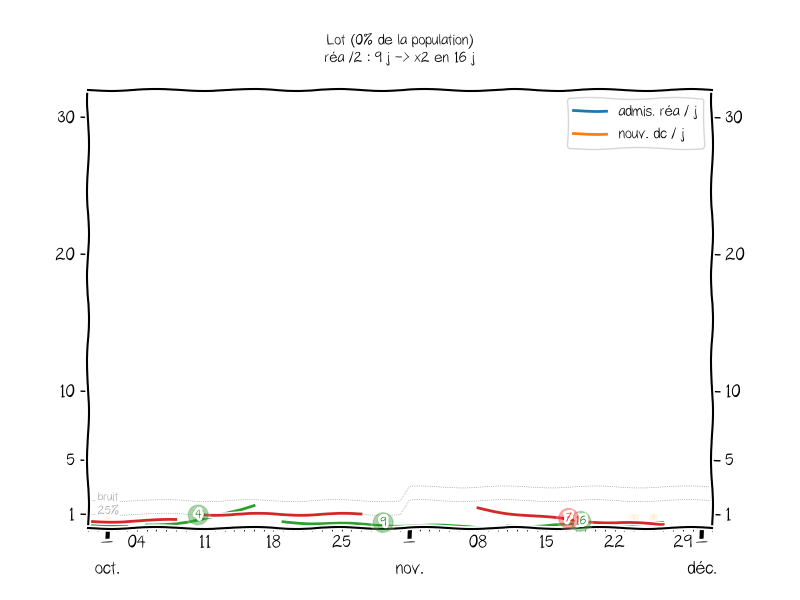 Lot (0% de la population)
réa /2 : 9 j -> x2 en 16 j
admis. réa / j
nouv. dc / j
30
30
20
20
10
10
5
5
bruit
25%
1
1
4
9
7
16
04
11
18
25
08
15
22
29
oct.
nov.
déc.